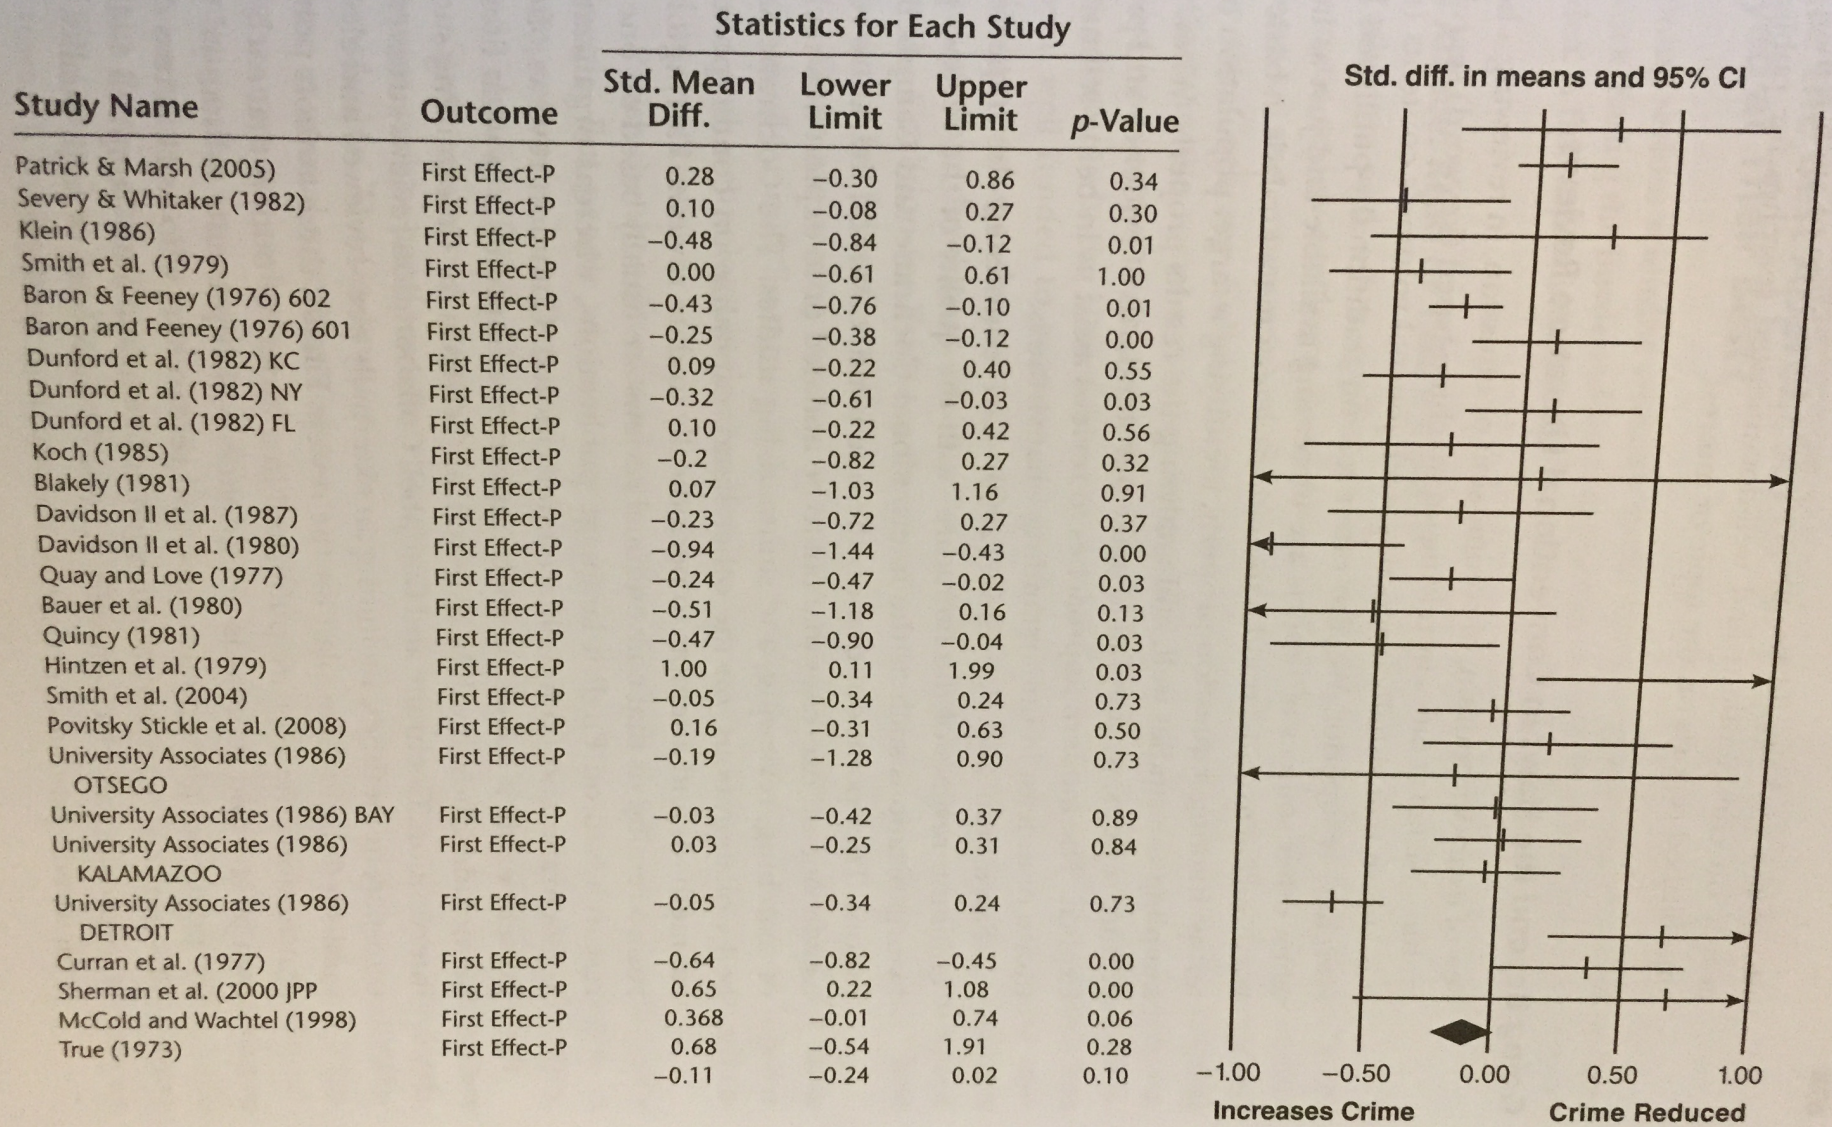 Statistics for Each Study
Study Name Outcome Std. Mean Diff. Lower Limit Upper Limit p-Value Std. diff. in means and 95% CI
Patrick & Marsh (2005) First Effect-P 0.28 −0.30 0.86 0.34
Severy & Whitaker (1982) First Effect-P 0.10 −0.08 0.27 0.30
Klein (1986) First Effect-P −0.48 −0.84 −0.12 0.01
Smith et al. (1979) First Effect-P 0.00 −0.61 0.61 1.00
Baron & Feeney (1976) 602 First Effect-P −0.43 −0.76 −0.10 0.01
Baron and Feeney (1976) 601 First Effect-P −0.25 −0.38 −0.12 0.00
Dunford et al. (1982) KC First Effect-P 0.09 −0.22 0.40 0.55
Dunford et al. (1982) NY First Effect-P −0.32 −0.61 −0.03 0.03
Dunford et al. (1982) FL First Effect-P 0.10 −0.22 0.42 0.56
Koch (1985) First Effect-P −0.2 −0.82 0.27 0.32
Blakely (1981) First Effect-P 0.07 −1.03 1.16 0.91
Davidson II et al. (1987) First Effect-P −0.23 −0.72 0.27 0.37
Davidson II et al. (1980) First Effect-P −0.94 −1.44 −0.43 0.00
Quay and Love (1977) First Effect-P −0.24 −0.47 −0.02 0.03
Bauer et al. (1980) First Effect-P −0.51 −1.18 0.16 0.13
Quincy (1981) First Effect-P −0.47 −0.90 −0.04 0.03
Hintzen et al. (1979) First Effect-P 1.00 0.11 1.99 0.03
Smith et al. (2004) First Effect-P −0.05 −0.34 0.24 0.73
Povitsky Stickle et al. (2008) First Effect-P 0.16 −0.31 0.63 0.50
University Associates (1986) First Effect-P −0.19 −1.28 0.90 0.73
OTSEGO
University Associates (1986) BAY First Effect-P −0.03 −0.42 0.37 0.89
University Associates (1986) First Effect-P 0.03 −0.25 0.31 0.84
KALAMAZOO
University Associates (1986) First Effect-P −0.05 −0.34 0.24 0.73
DETROIT
Curran et al. (1977) First Effect-P −0.64 −0.82 −0.45 0.00
Sherman et al. (2000 JPP First Effect-P 0.65 0.22 1.08 0.00
McCold and Wachtel (1998) First Effect-P 0.368 −0.01 0.74 0.06
True (1973) First Effect-P 0.68 −0.54 1.91 0.28
−0.11 −0.24 0.02 0.10
−1.00 −0.50 0.00 0.50 1.00
Increases Crime Crime Reduced